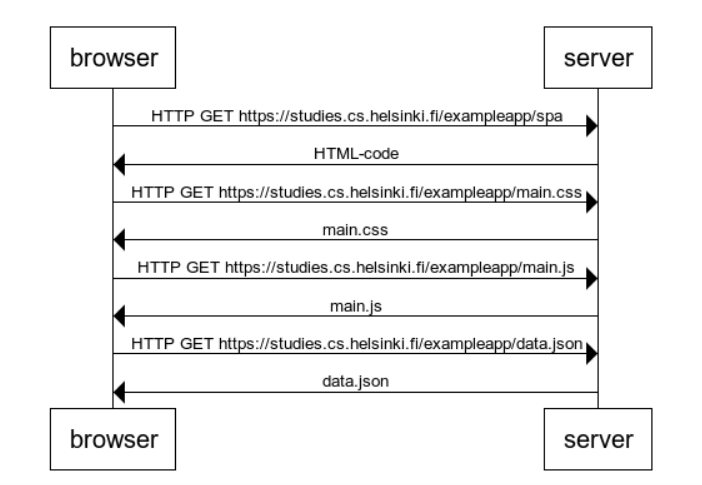 browser
server
HTTP GET https://studies.cs.helsinki.fi/exampleapp/spa
HTML-code
HTTP GET https://studies.cs.helsinki.fi/exampleapp/main.css
main.css
HTTP GET https://studies.cs.helsinki.fi/exampleapp/main.js
main.js
HTTP GET https://studies.cs.helsinki.fi/exampleapp/data.json
data.json
browser
server